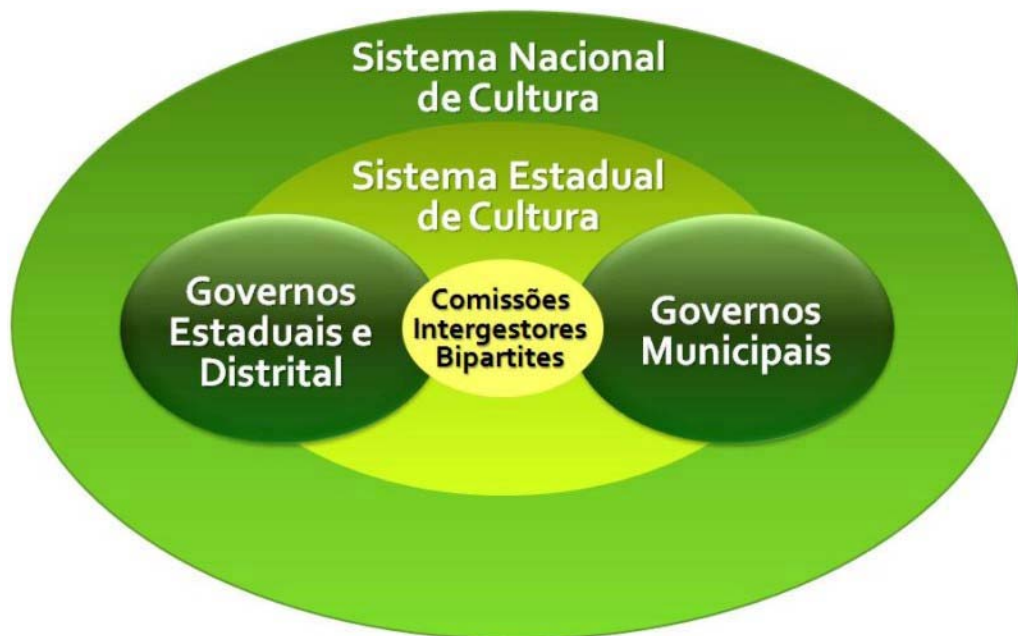 Sistema Nacional
de Cultura
Sistema Estadual
de Cultura
Governos
Estaduais e
Distrital
Comissões
Intergestores
Bipartites
Governos
Municipais